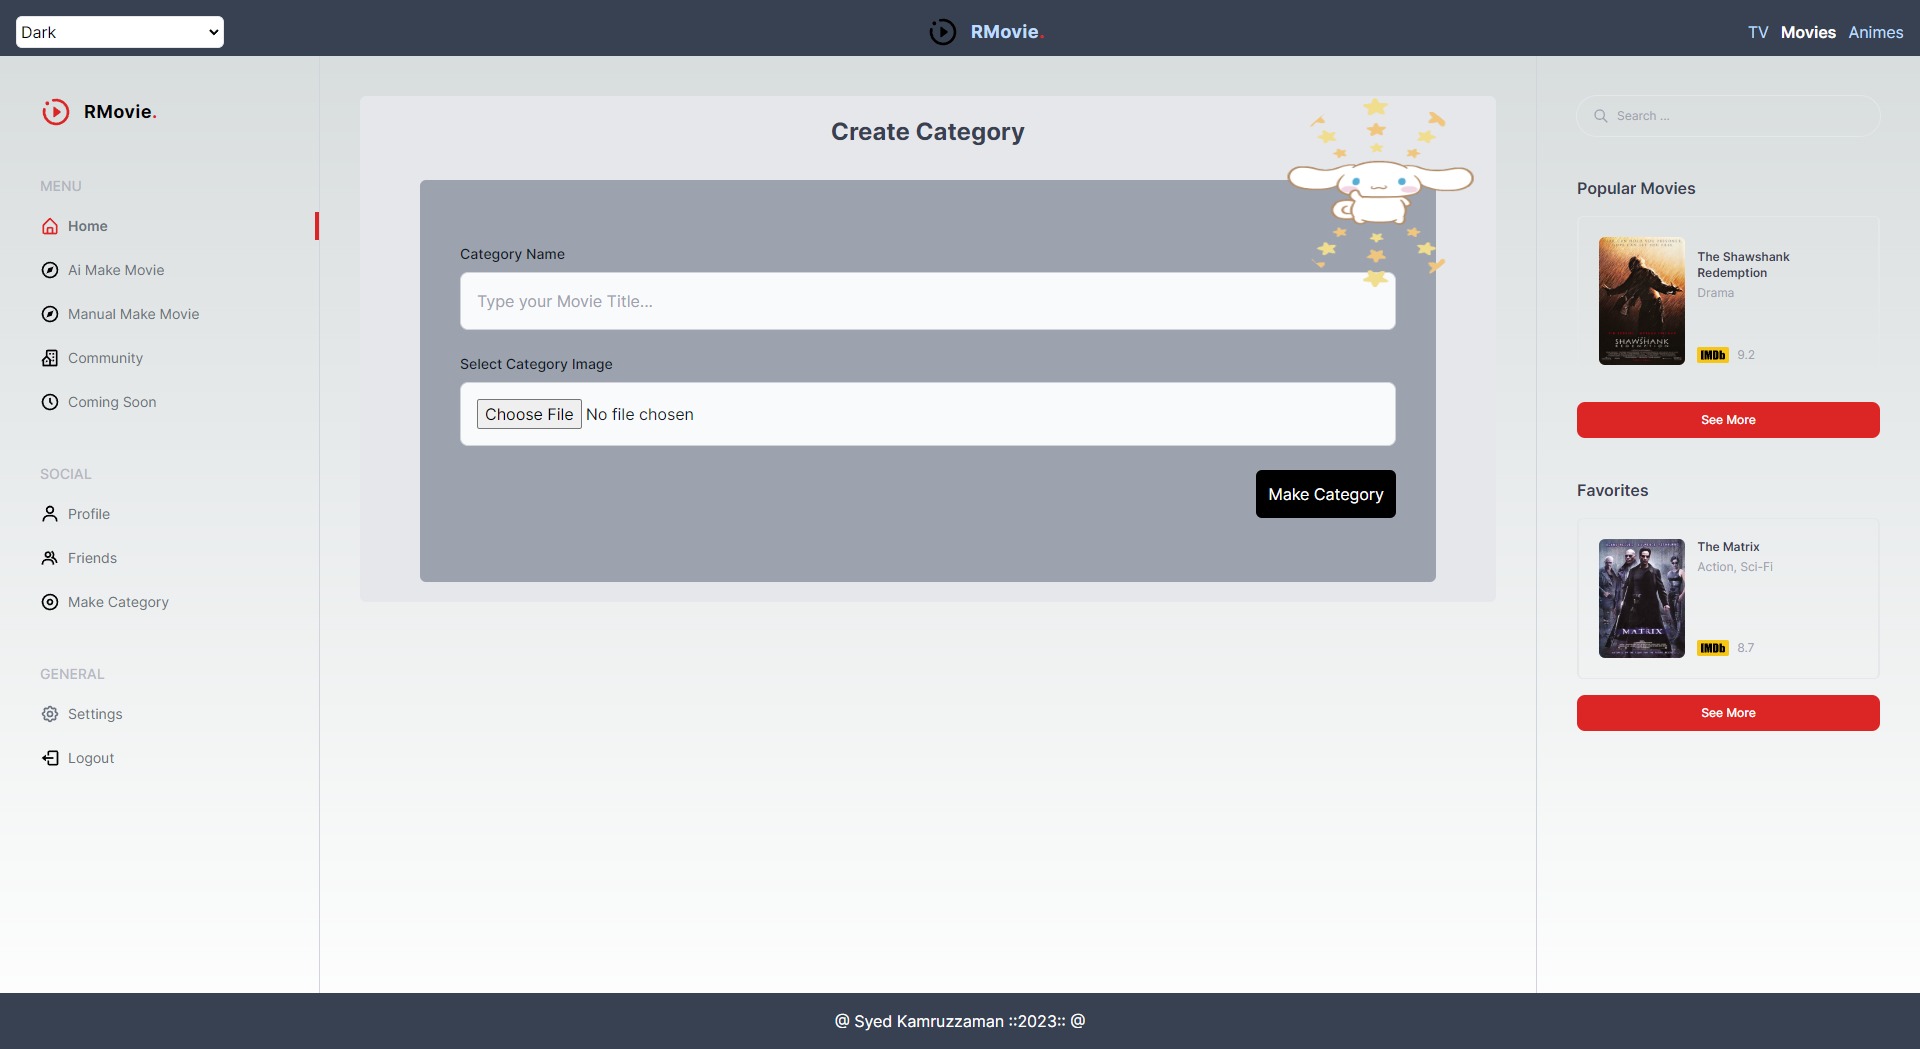 Dark
RMovie.
TV Movies Animes
RMovie.
MENU
Home
Ai Make Movie
Manual Make Movie
Community
Coming Soon
SOCIAL
Profile
Friends
Make Category
GENERAL
Settings
Logout
Create Category
Category Name
Type your Movie Title...
Select Category Image
Choose File No file chosen
Make Category
Search ...
Popular Movies
SHAWSHANK
REDEMPTION
The Shawshank
Redemption
Drama
IMDb 9.2
See More
Favorites
MATRIX
The Matrix
Action, Sci-Fi
IMDb 8.7
See More
@ Syed Kamruzzaman ::2023:: @